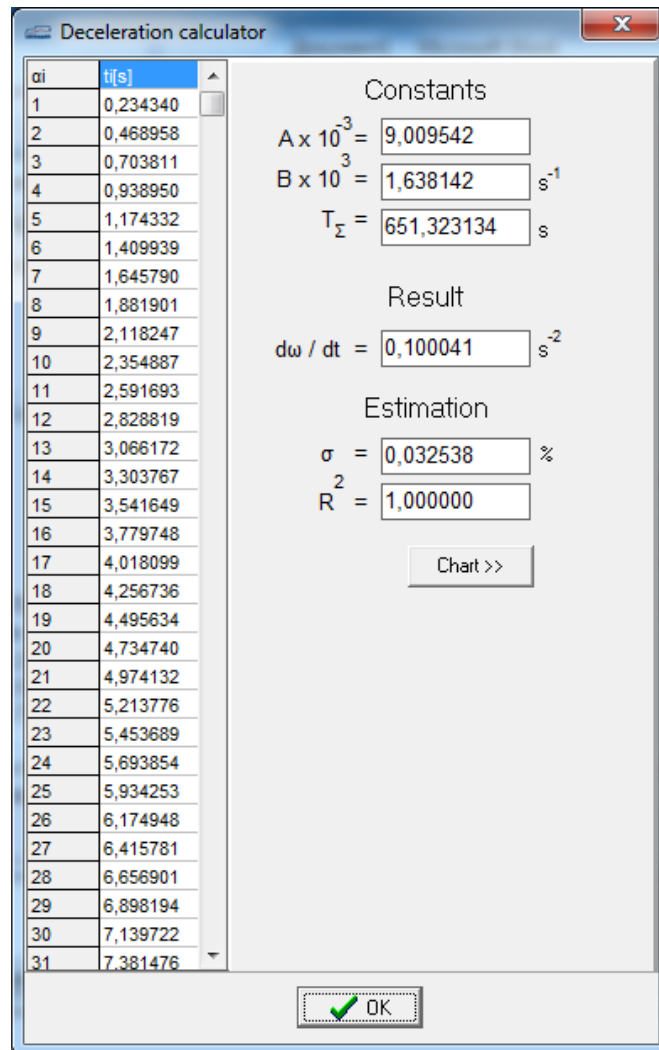 Deceleration calculator
αi ti[s]
1 0,234340
2 0,468958
3 0,703811
4 0,938950
5 1,174332
6 1,409939
7 1,645790
8 1,881901
9 2,118247
10 2,354887
11 2,591693
12 2,828819
13 3,066172
14 3,303767
15 3,541649
16 3,779748
17 4,018099
18 4,256736
19 4,495634
20 4,734740
21 4,974132
22 5,213776
23 5,453689
24 5,693854
25 5,934253
26 6,174948
27 6,415781
28 6,656901
29 6,898194
30 7,139722
31 7,381476
Constants
A x 10⁻³ = 9,009542
B x 10³ = 1,638142 s⁻¹
T_Σ = 651,323134 s
Result
dω / dt = 0,100041 s⁻²
Estimation
σ = 0,032538 %
R² = 1,000000
Chart >>
OK